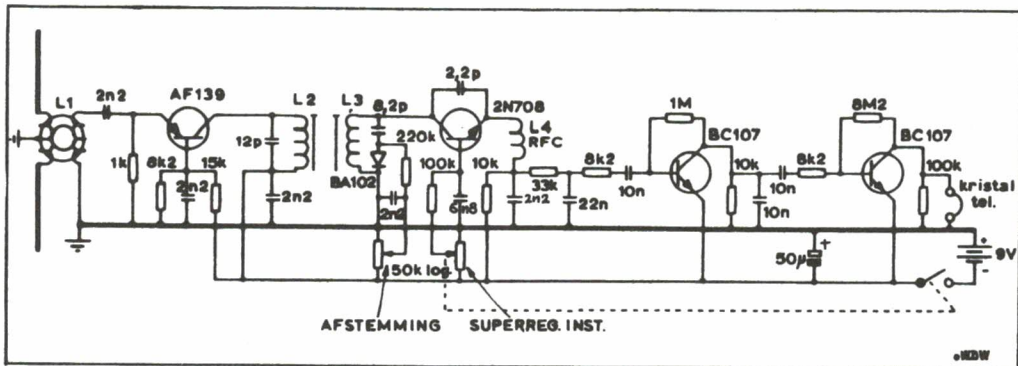 2,2p
L1
2n2
AF139
L2
L3
8,2p
2N708
1M
8M2
12p
220k
L4
RFC
BC107
BC107
1k
8k2
15k
100k
10k
8k2
10k
8k2
100k
kristal
tel.
2n2
2n2
BA102
2n2
6n8
2n2
33k
22n
10n
10n
10n
150k log.
50µ
+
+
-
9V
AFSTEMMING
SUPERREG. INST.
WDW